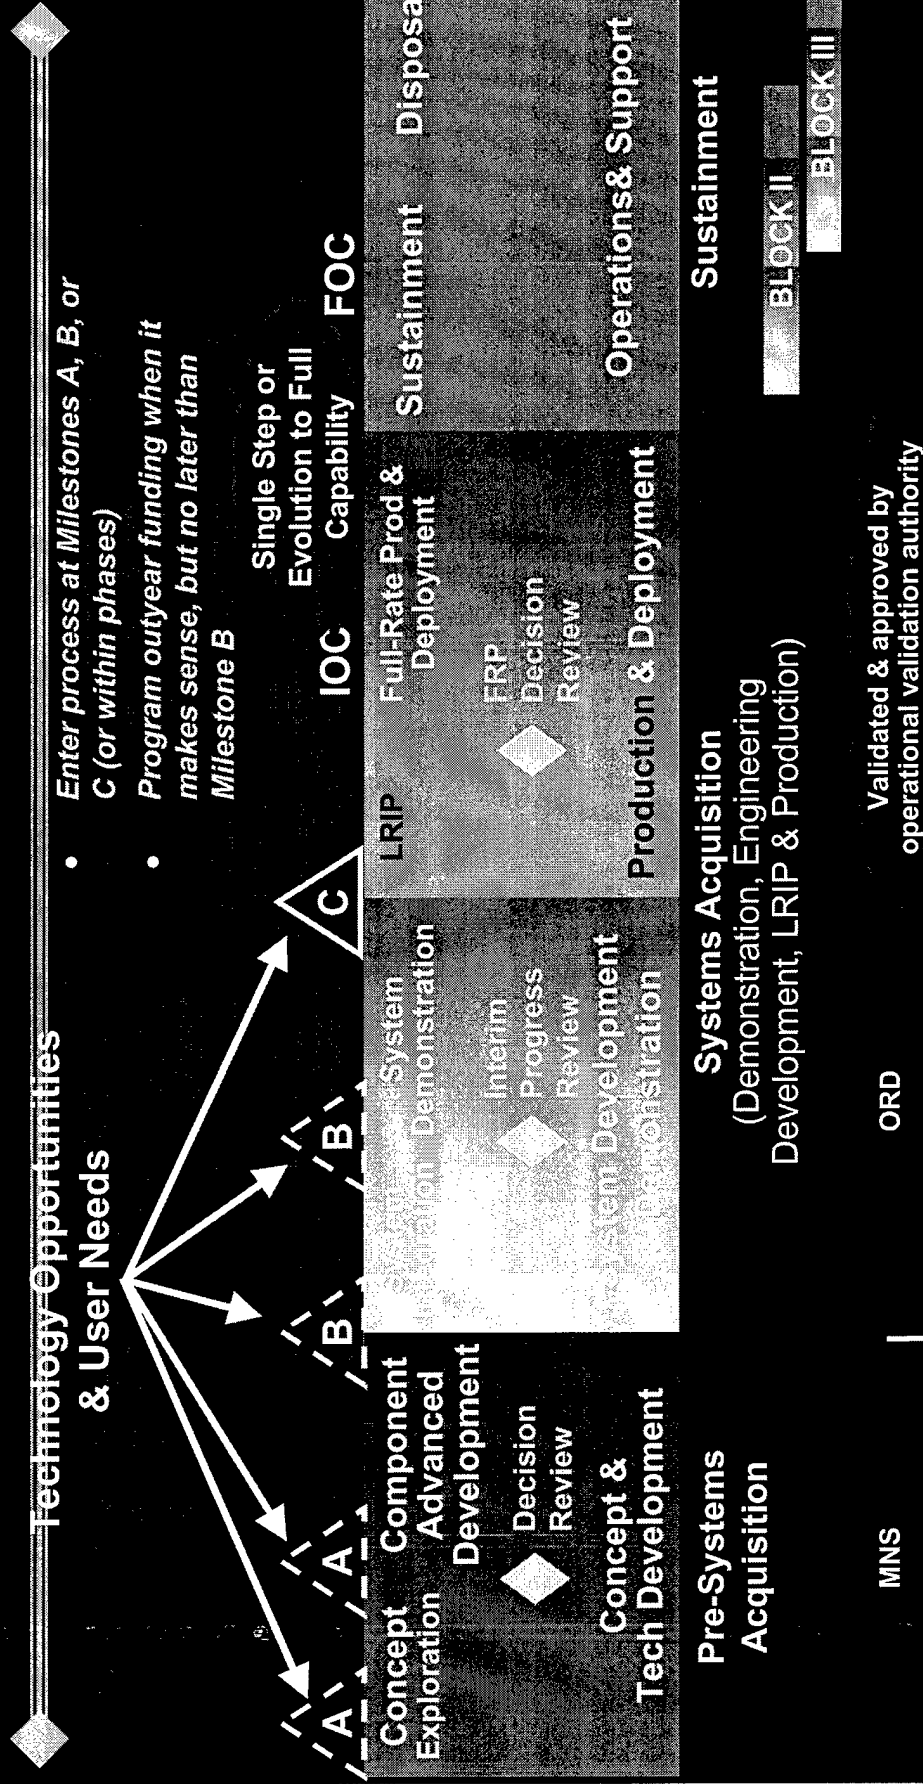 Technology Opportunities
& User Needs
• Enter process at Milestones A, B, or
C (or within phases)
• Program outyear funding when it
makes sense, but no later than
Milestone B
Single Step or
Evolution to Full
Capability
A
A
B
B
C
IOC
FOC
Concept
Exploration
Component
Advanced
Development
Decision
Review
Concept &
Tech Development
System
Demonstration
Interim
Progress
Review
Development
LRIP
Full-Rate Prod &
Deployment
FRP
Decision
Review
Production & Deployment
Sustainment
Operations& Support
Pre-Systems
Acquisition
Systems Acquisition
(Demonstration, Engineering
Development, LRIP & Production)
Sustainment
BLOCK II
BLOCK III
MNS
ORD
Validated & approved by
operational validation authority